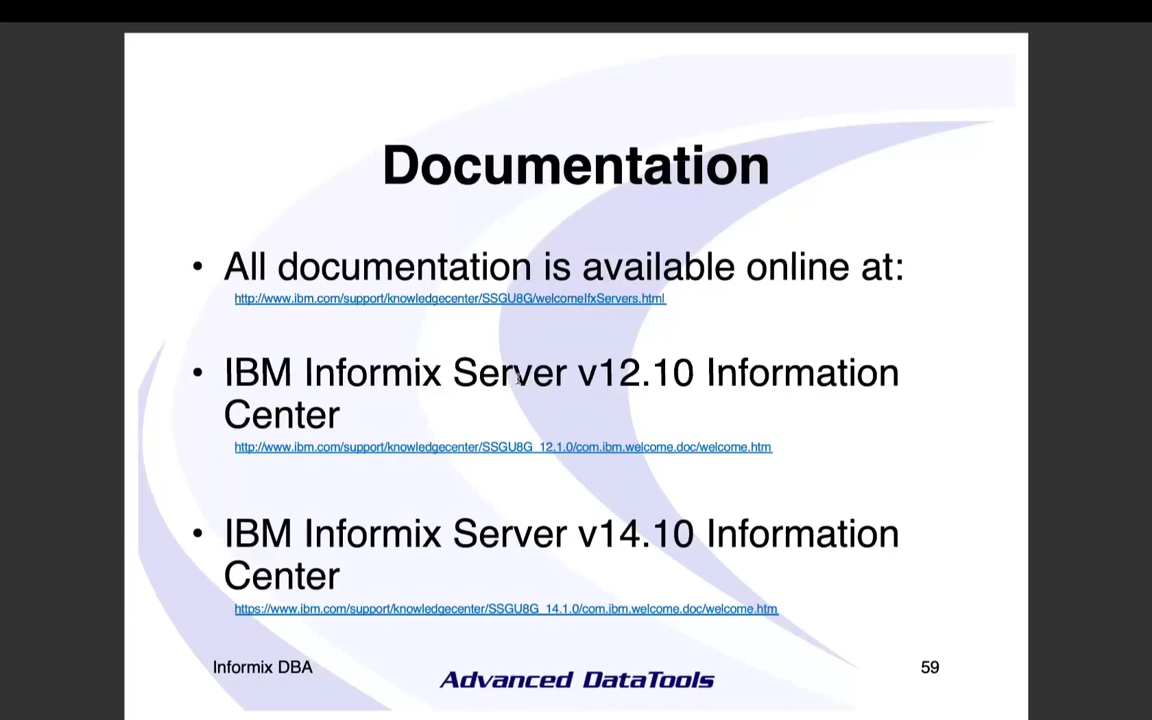 Documentation
• All documentation is available online at:
http://www.ibm.com/support/knowledgecenter/SSGU8G/welcomeIfxServers.html
• IBM Informix Server v12.10 Information
Center
http://www.ibm.com/support/knowledgecenter/SSGU8G_12.1.0/com.ibm.welcome.doc/welcome.htm
• IBM Informix Server v14.10 Information
Center
https://www.ibm.com/support/knowledgecenter/SSGU8G_14.1.0/com.ibm.welcome.doc/welcome.htm
Informix DBA
Advanced DataTools
59